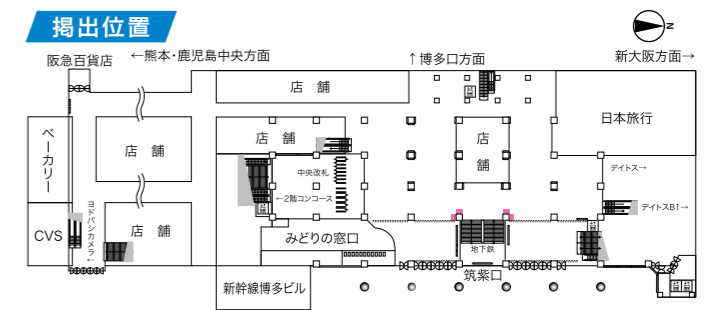 掲出位置
N
阪急百貨店
←熊本・鹿児島中央方面
↑博多口方面
新大阪方面→
店 舗
日本旅行
ベーカリー
店 舗
店 舗
店
舗
中央改札
デイトス→
←2階コンコース
デイトスB1→
ヨドバシカメラ→
CVS
店 舗
みどりの窓口
地下鉄
筑紫口
新幹線博多ビル